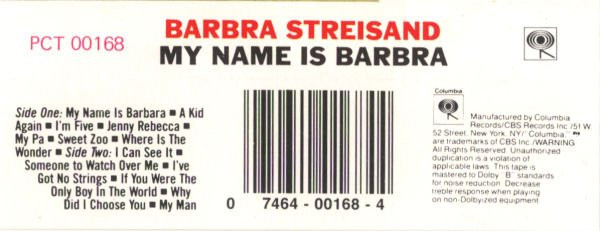 PCT 00168
BARBRA STREISAND
MY NAME IS BARBRA
Side One: My Name Is Barbara ■ A Kid
Again ■ I'm Five ■ Jenny Rebecca ■
My Pa ■ Sweet Zoo ■ Where Is The
Wonder ■ Side Two: I Can See It ■
Someone to Watch Over Me ■ I've
Got No Strings ■ If You Were The
Only Boy In The World ■ Why
Did I Choose You ■ My Man
0 7464-00168-4
Columbia
Manufactured by Columbia
Records/CBS Records Inc./51 W.
52 Street, New York, NY/"Columbia,"
are trademarks of CBS Inc./WARNING:
All Rights Reserved. Unauthorized
duplication is a violation of
applicable laws. This tape is
mastered to Dolby "B" standards
for noise reduction. Decrease
treble response when playing
on non-Dolbyized equipment.